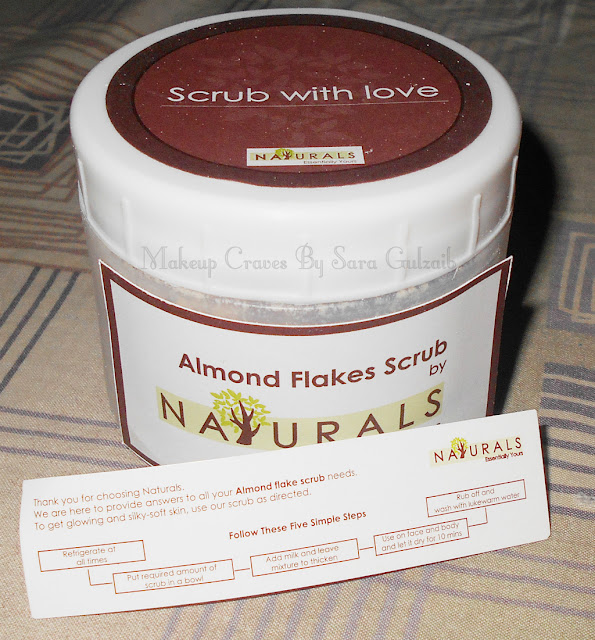 Scrub with love
NATURALS
Essentially Yours
Makeup Craves By Sara Gulzaib
Almond Flakes Scrub
by
NATURALS
NATURALS
Essentially Yours
Thank you for choosing Naturals.
We are here to provide answers to all your Almond flake scrub needs.
To get glowing and silky-soft skin, use our scrub as directed.
Follow These Five Simple Steps
Refrigerate at
all times
Put required amount of
scrub in a bowl
Add milk and leave
mixture to thicken
Use on face and body
and let it dry for 10 mins
Rub off and
wash with lukewarm water